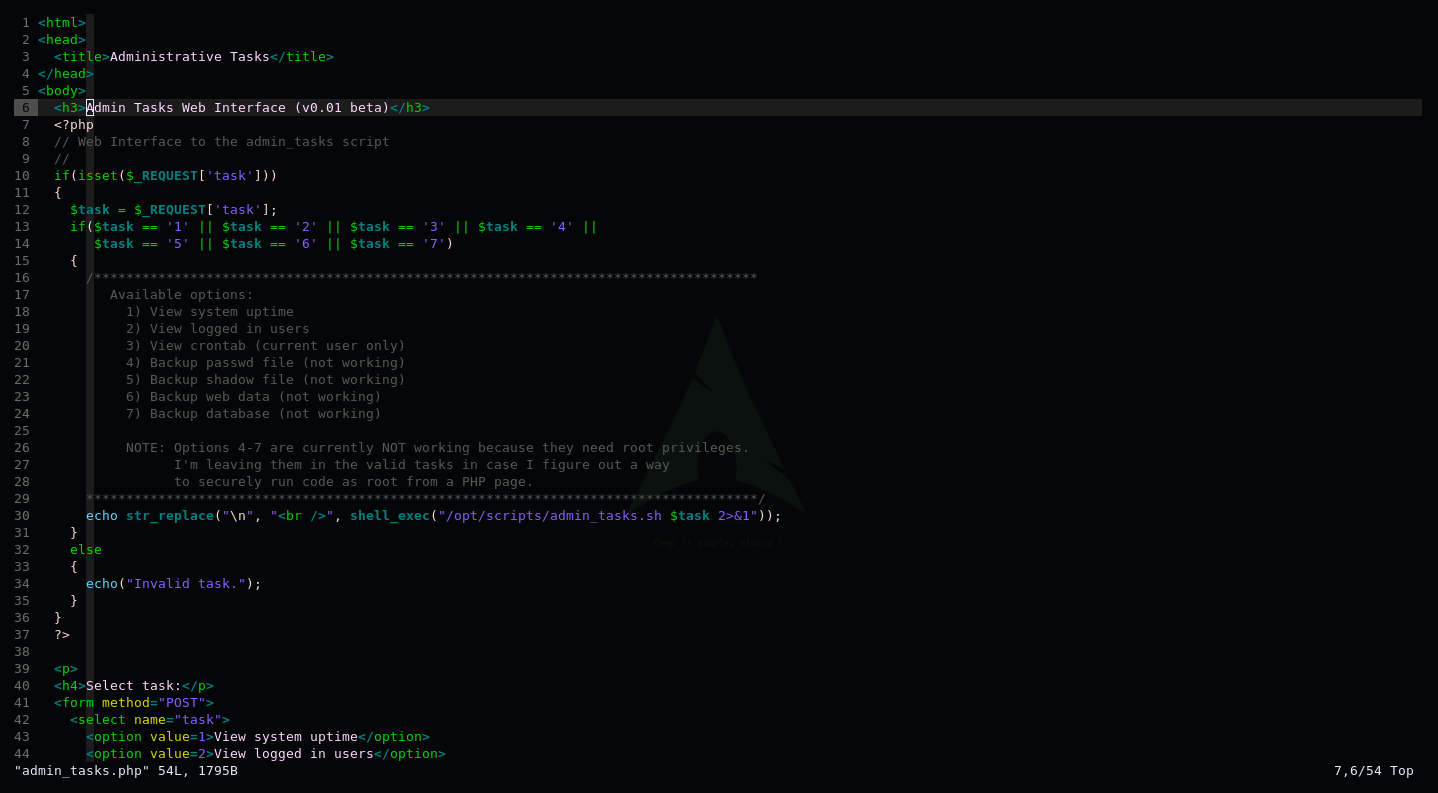 1 <html>
2 <head>
3   <title>Administrative Tasks</title>
4 </head>
5 <body>
6   <h3>Admin Tasks Web Interface (v0.01 beta)</h3>
7   <?php
8   // Web Interface to the admin_tasks script
9   //
10   if(isset($_REQUEST['task']))
11   {
12     $task = $_REQUEST['task'];
13     if($task == '1' || $task == '2' || $task == '3' || $task == '4' ||
14        $task == '5' || $task == '6' || $task == '7')
15     {
16       /***********************************************************************************
17          Available options:
18            1) View system uptime
19            2) View logged in users
20            3) View crontab (current user only)
21            4) Backup passwd file (not working)
22            5) Backup shadow file (not working)
23            6) Backup web data (not working)
24            7) Backup database (not working)
25
26            NOTE: Options 4-7 are currently NOT working because they need root privileges.
27                  I'm leaving them in the valid tasks in case I figure out a way
28                  to securely run code as root from a PHP page.
29       ************************************************************************************/
30       echo str_replace("\n", "<br />", shell_exec("/opt/scripts/admin_tasks.sh $task 2>&1"));
31     }
32     else
33     {
34       echo("Invalid task.");
35     }
36   }
37   ?>
38
39   <p>
40   <h4>Select task:</p>
41   <form method="POST">
42     <select name="task">
43       <option value=1>View system uptime</option>
44       <option value=2>View logged in users</option>
"admin_tasks.php" 54L, 1795B 7,6/54 Top